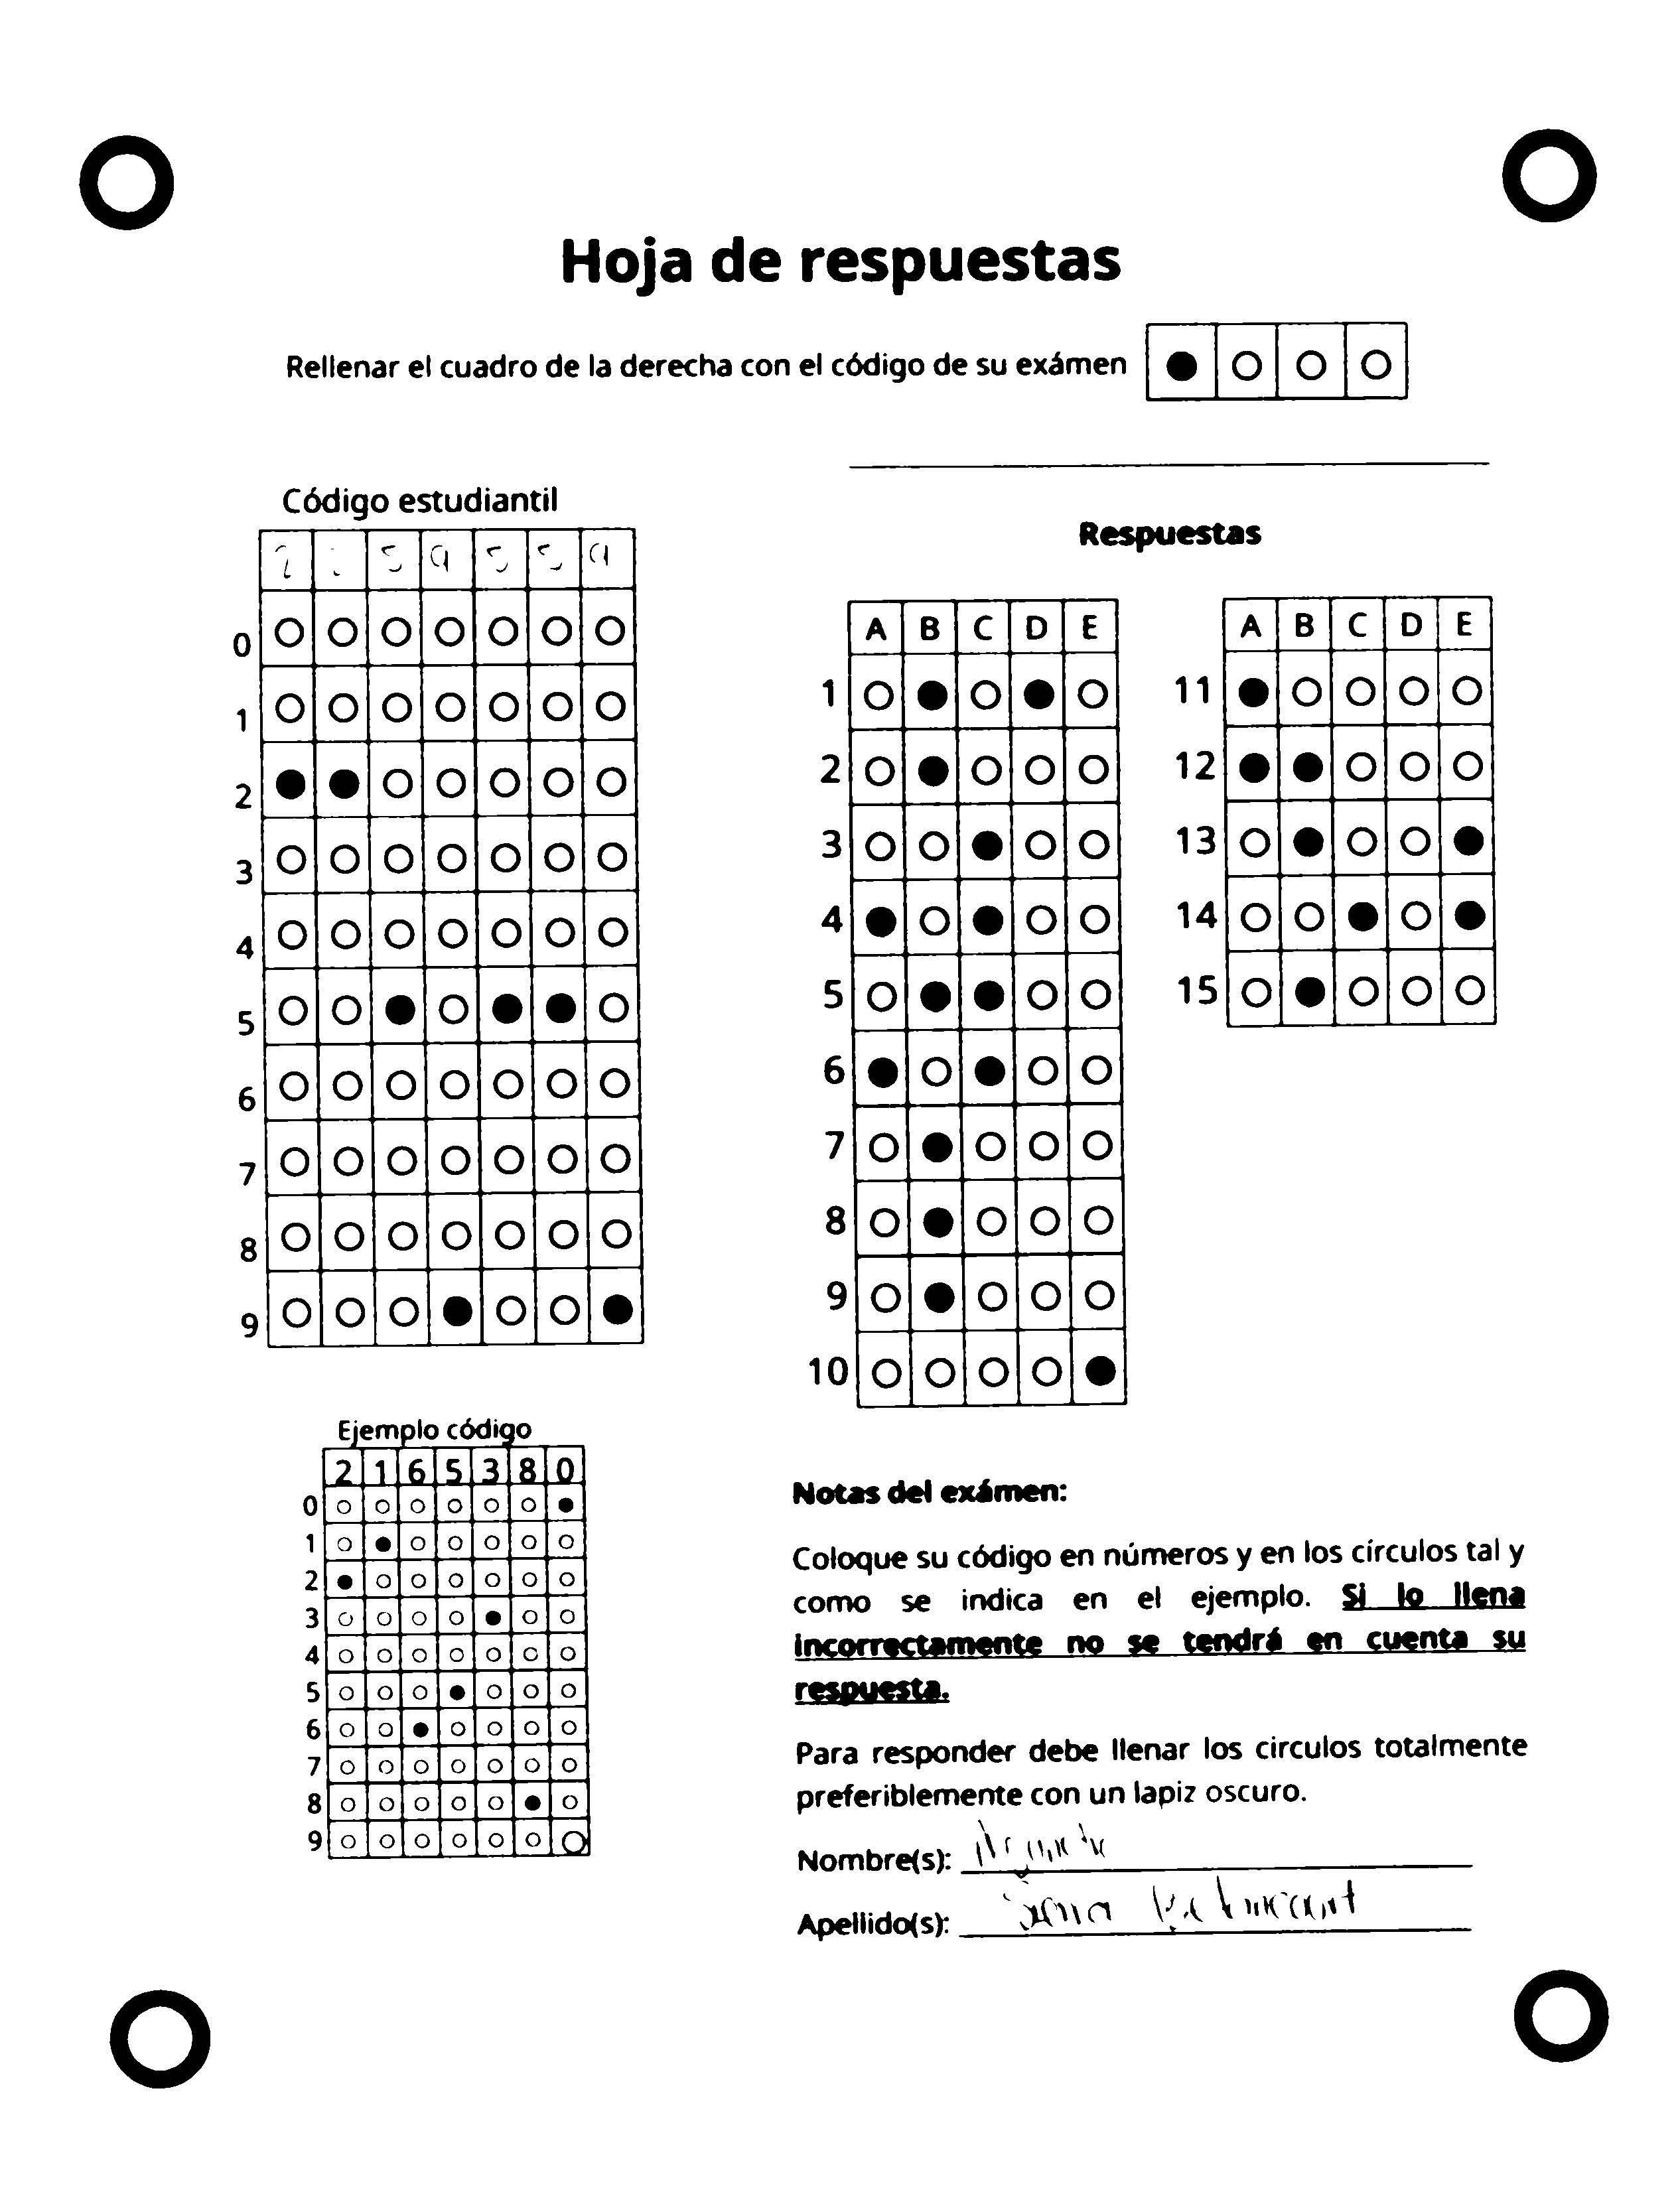 Hoja de respuestas
Rellenar el cuadro de la derecha con el código de su exámen
Código estudiantil
2 5 9 5 5 9
0
1
2
3
4
5
6
7
8
9
Respuestas
A B C D E
1
2
3
4
5
6
7
8
9
10
A B C D E
11
12
13
14
15
Ejemplo código
2 1 6 5 3 8 0
0
1
2
3
4
5
6
7
8
9
Notas del exámen:
Coloque su código en números y en los círculos tal y
como se indica en el ejemplo. Si lo llena
incorrectamente no se tendrá en cuenta su
respuesta.
Para responder debe llenar los circulos totalmente
preferiblemente con un lapiz oscuro.
Nombre(s):
Apellido(s):